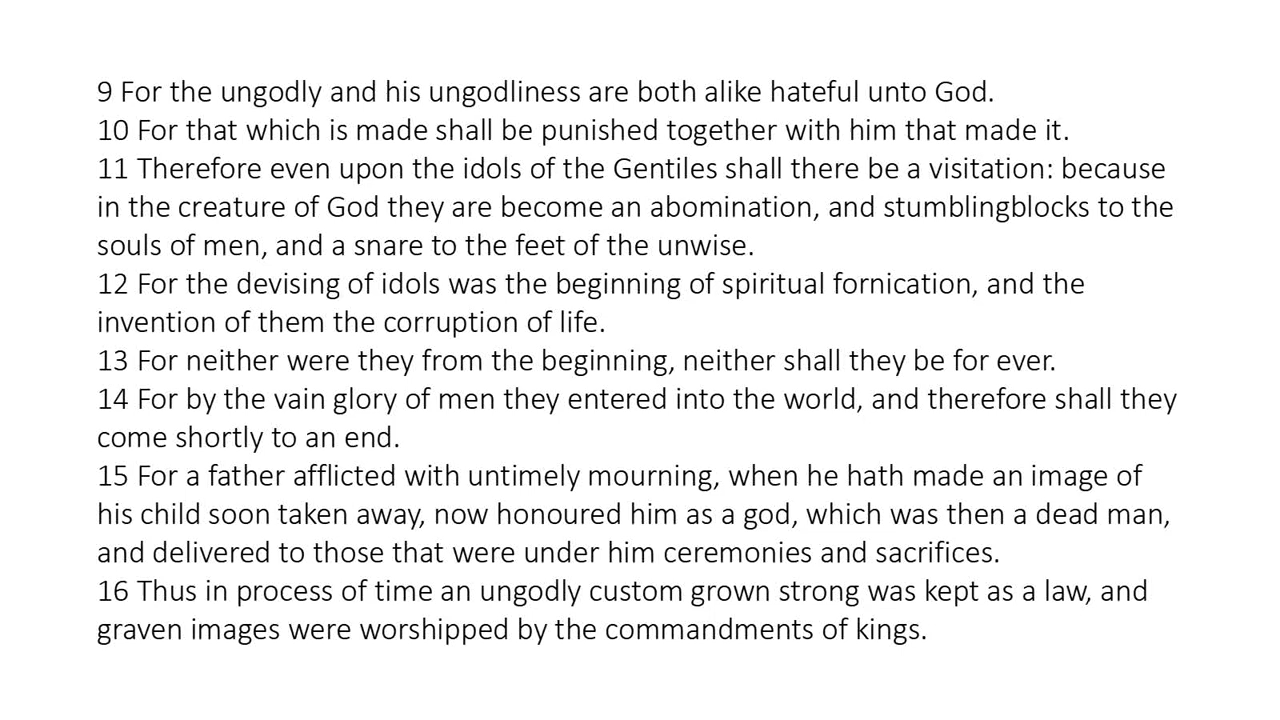 9 For the ungodly and his ungodliness are both alike hateful unto God.
10 For that which is made shall be punished together with him that made it.
11 Therefore even upon the idols of the Gentiles shall there be a visitation: because
in the creature of God they are become an abomination, and stumblingblocks to the
souls of men, and a snare to the feet of the unwise.
12 For the devising of idols was the beginning of spiritual fornication, and the
invention of them the corruption of life.
13 For neither were they from the beginning, neither shall they be for ever.
14 For by the vain glory of men they entered into the world, and therefore shall they
come shortly to an end.
15 For a father afflicted with untimely mourning, when he hath made an image of
his child soon taken away, now honoured him as a god, which was then a dead man,
and delivered to those that were under him ceremonies and sacrifices.
16 Thus in process of time an ungodly custom grown strong was kept as a law, and
graven images were worshipped by the commandments of kings.